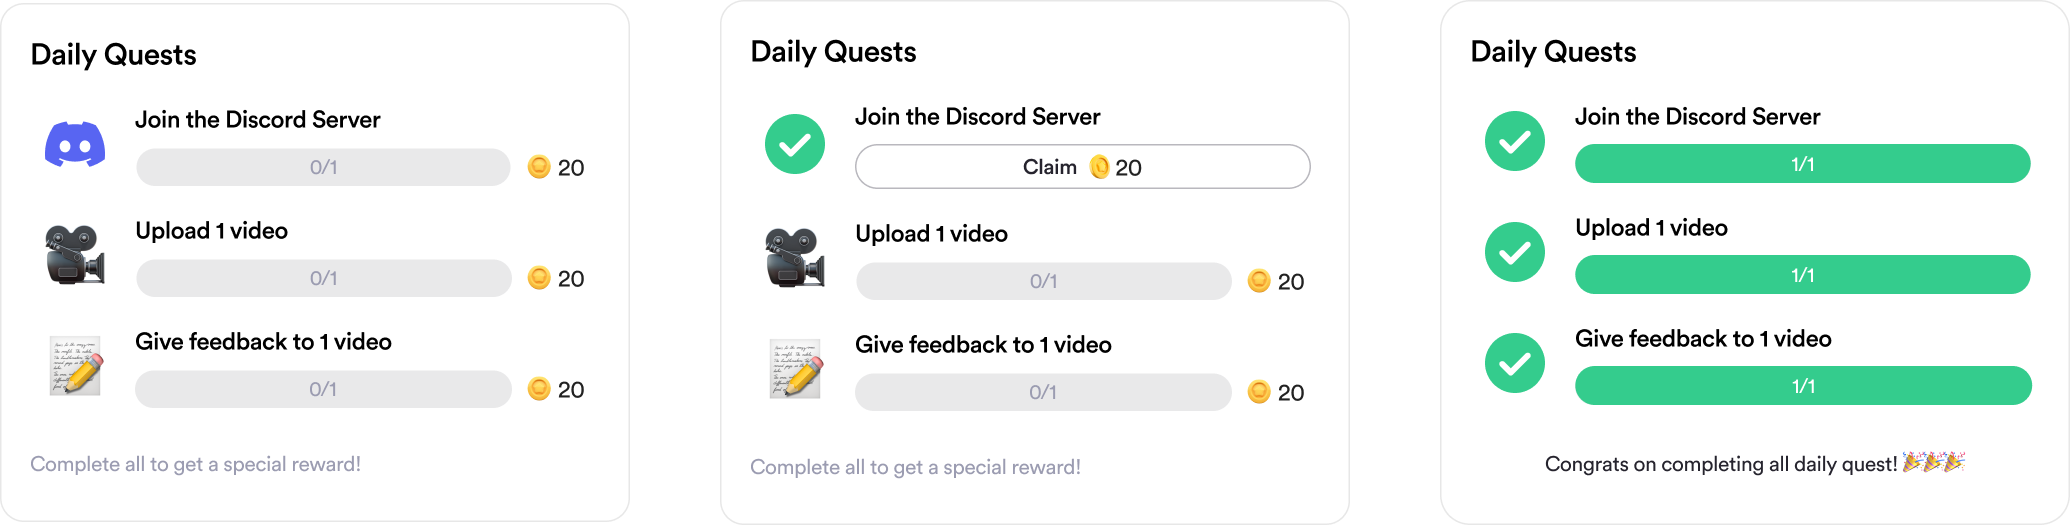 Daily Quests
Join the Discord Server
0/1
20
Upload 1 video
0/1
20
Give feedback to 1 video
0/1
20
Complete all to get a special reward!
Daily Quests
Join the Discord Server
Claim 20
Upload 1 video
0/1
20
Give feedback to 1 video
0/1
20
Complete all to get a special reward!
Daily Quests
Join the Discord Server
1/1
Upload 1 video
1/1
Give feedback to 1 video
1/1
Congrats on completing all daily quest! 🎉🎉🎉